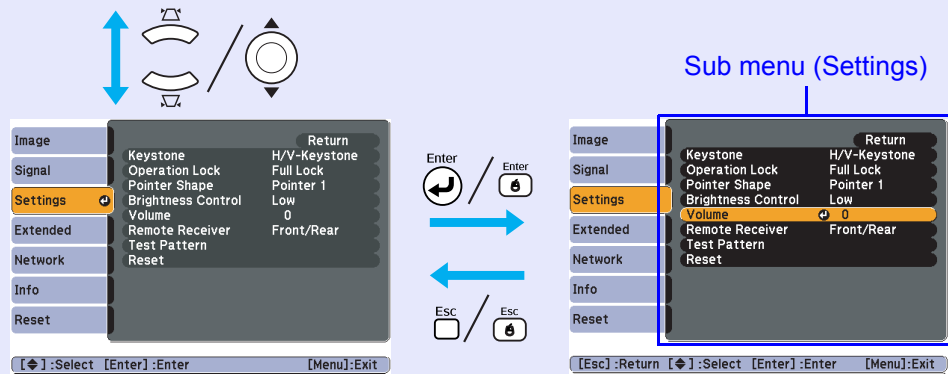 Sub menu (Settings)
Image
Signal
Settings
Extended
Network
Info
Reset
Return
Keystone H/V-Keystone
Operation Lock Full Lock
Pointer Shape Pointer 1
Brightness Control Low
Volume 0
Remote Receiver Front/Rear
Test Pattern
Reset
[ ] :Select [Enter] :Enter [Menu]:Exit
Enter Enter
Esc Esc
Image
Signal
Settings
Extended
Network
Info
Reset
Return
Keystone H/V-Keystone
Operation Lock Full Lock
Pointer Shape Pointer 1
Brightness Control Low
Volume 0
Remote Receiver Front/Rear
Test Pattern
Reset
[Esc] :Return [ ] :Select [Enter] :Enter [Menu]:Exit